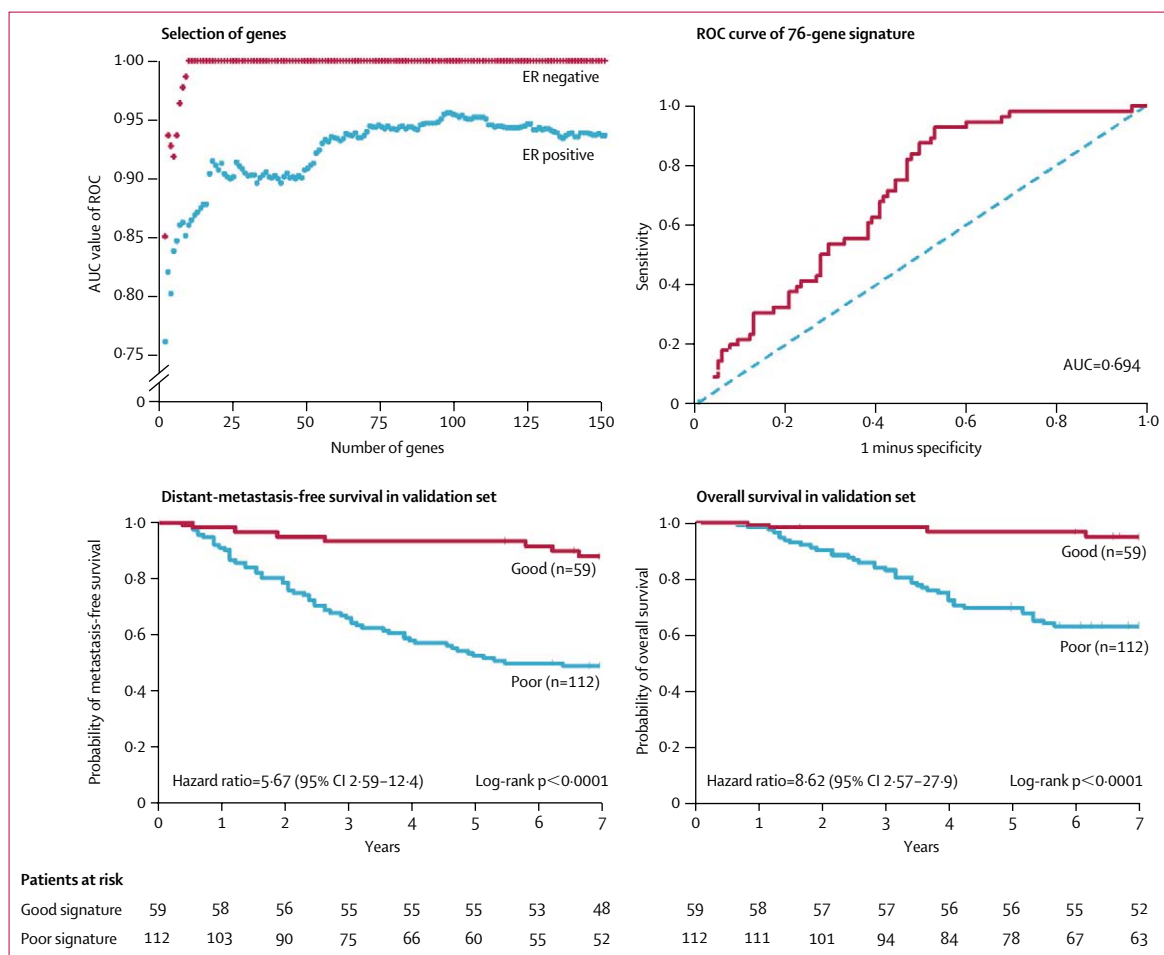 Selection of genes
1·00
0·95
0·90
0·85
0·80
0·75
0
AUC value of ROC
ER negative
ER positive
0 25 50 75 100 125 150
Number of genes
ROC curve of 76-gene signature
1·0
0·8
0·6
0·4
0·2
0
Sensitivity
AUC=0·694
0·2 0·4 0·6 0·8 1·0
1 minus specificity
Distant-metastasis-free survival in validation set
1·0
0·8
0·6
0·4
0·2
0
Probability of metastasis-free survival
Good (n=59)
Poor (n=112)
Hazard ratio=5·67 (95% CI 2·59–12·4) Log-rank p<0·0001
0 1 2 3 4 5 6 7
Years
Overall survival in validation set
1·0
0·8
0·6
0·4
0·2
0
Probability of overall survival
Good (n=59)
Poor (n=112)
Hazard ratio=8·62 (95% CI 2·57–27·9) Log-rank p<0·0001
0 1 2 3 4 5 6 7
Years
Patients at risk
Good signature 59 58 56 55 55 55 53 48 59 58 57 57 56 56 55 52
Poor signature 112 103 90 75 66 60 55 52 112 111 101 94 84 78 67 63